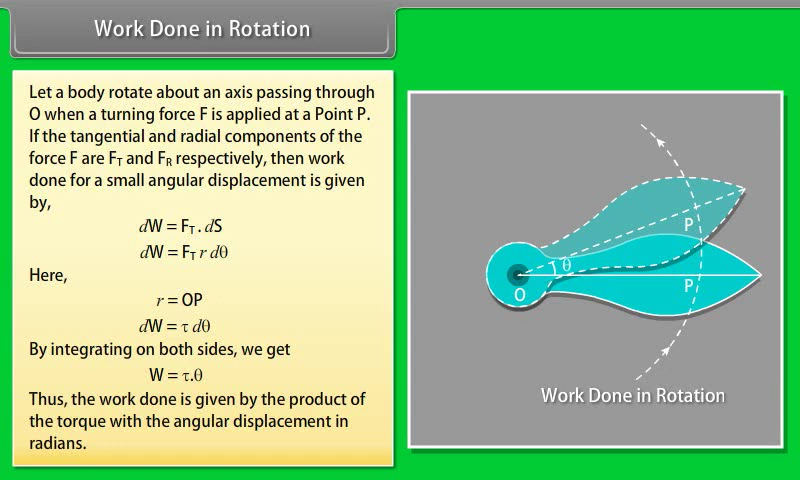 Work Done in Rotation
Let a body rotate about an axis passing through
O when a turning force F is applied at a Point P.
If the tangential and radial components of the
force F are F_T and F_R respectively, then work
done for a small angular displacement is given
by,
dW = F_T . dS
dW = F_T r dθ
Here,
r = OP
dW = τ dθ
By integrating on both sides, we get
W = τ.θ
Thus, the work done is given by the product of
the torque with the angular displacement in
radians.
P
θ
O
P
Work Done in Rotation